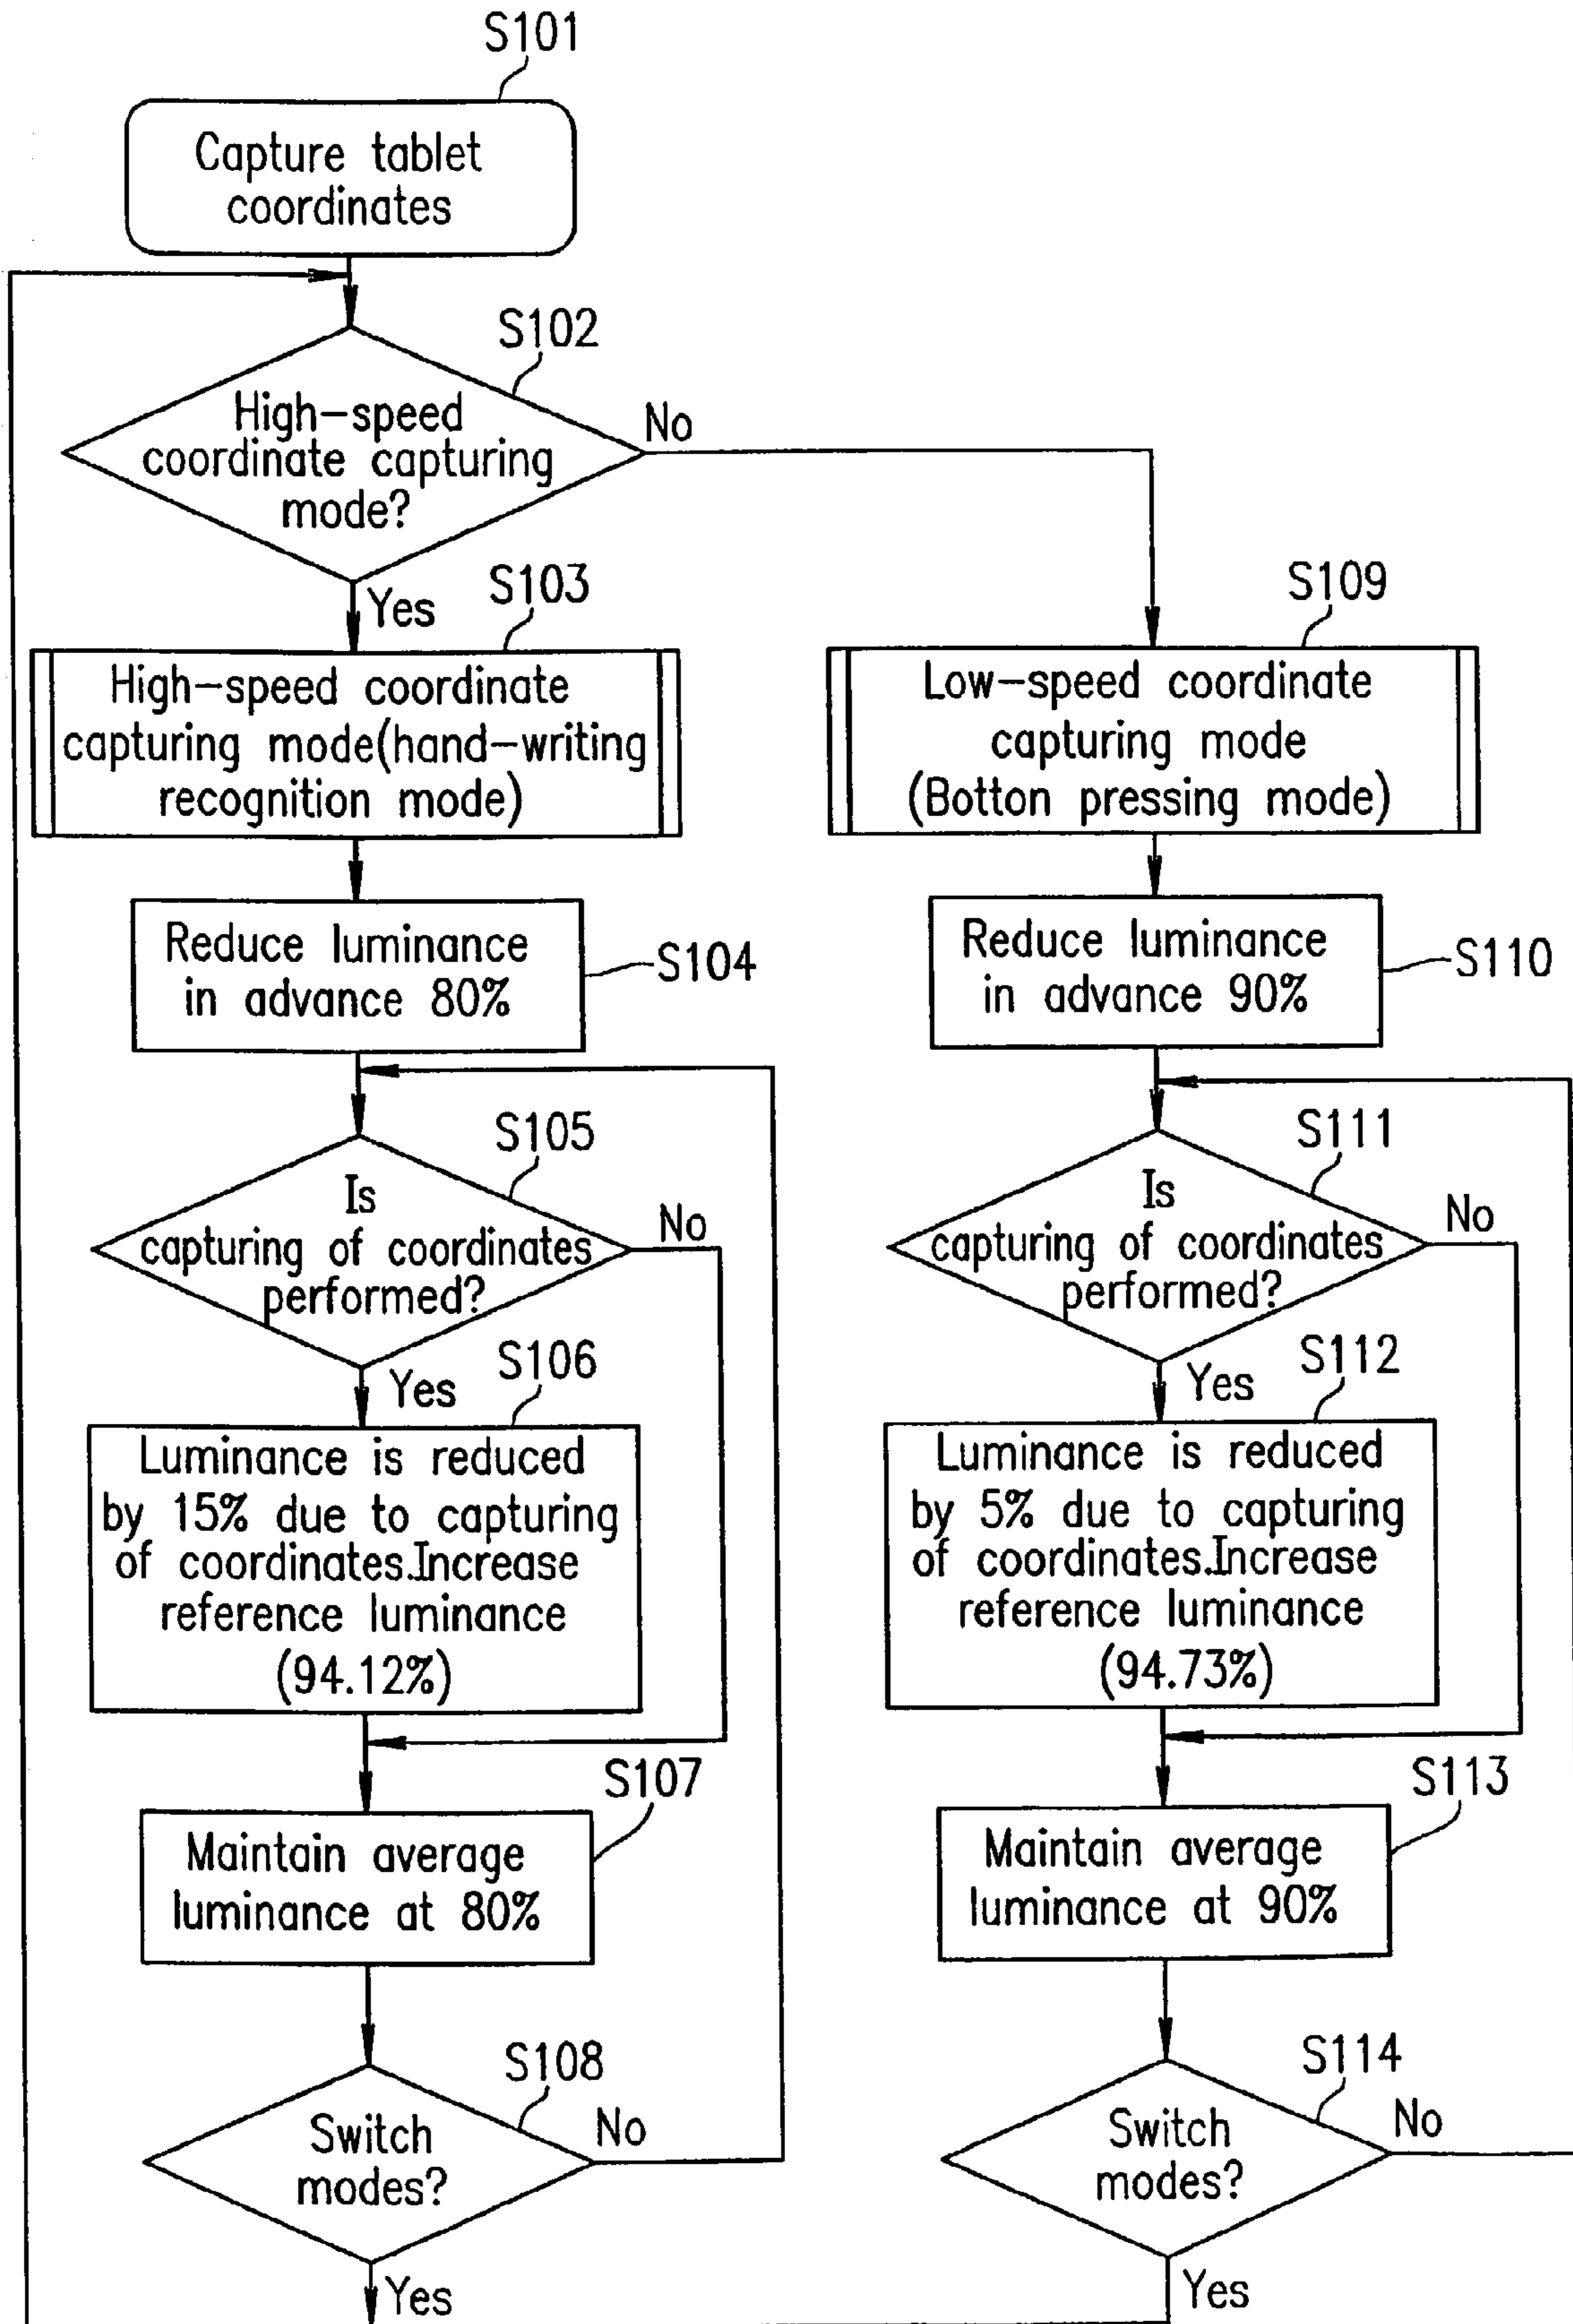 S101
Capture tablet
coordinates
S102
High-speed
coordinate capturing
mode?
No
Yes
S103
High-speed coordinate
capturing mode(hand-writing
recognition mode)
S109
Low-speed coordinate
capturing mode
(Botton pressing mode)
Reduce luminance
in advance 80%
S104
Reduce luminance
in advance 90%
S110
S105
Is
capturing of coordinates
performed?
No
Yes
S111
Is
capturing of coordinates
performed?
No
Yes
S106
Luminance is reduced
by 15% due to capturing
of coordinates.Increase
reference luminance
(94.12%)
S112
Luminance is reduced
by 5% due to capturing
of coordinates.Increase
reference luminance
(94.73%)
S107
Maintain average
luminance at 80%
S113
Maintain average
luminance at 90%
S108
Switch
modes?
No
Yes
S114
Switch
modes?
No
Yes